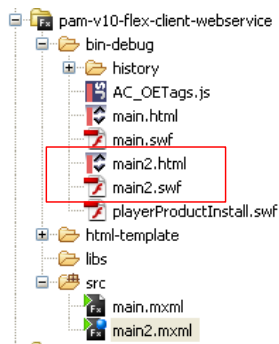 pam-v10-flex-client-webservice
bin-debug
history
AC_OETags.js
main.html
main.swf
main2.html
main2.swf
playerProductInstall.swf
html-template
libs
src
main.mxml
main2.mxml